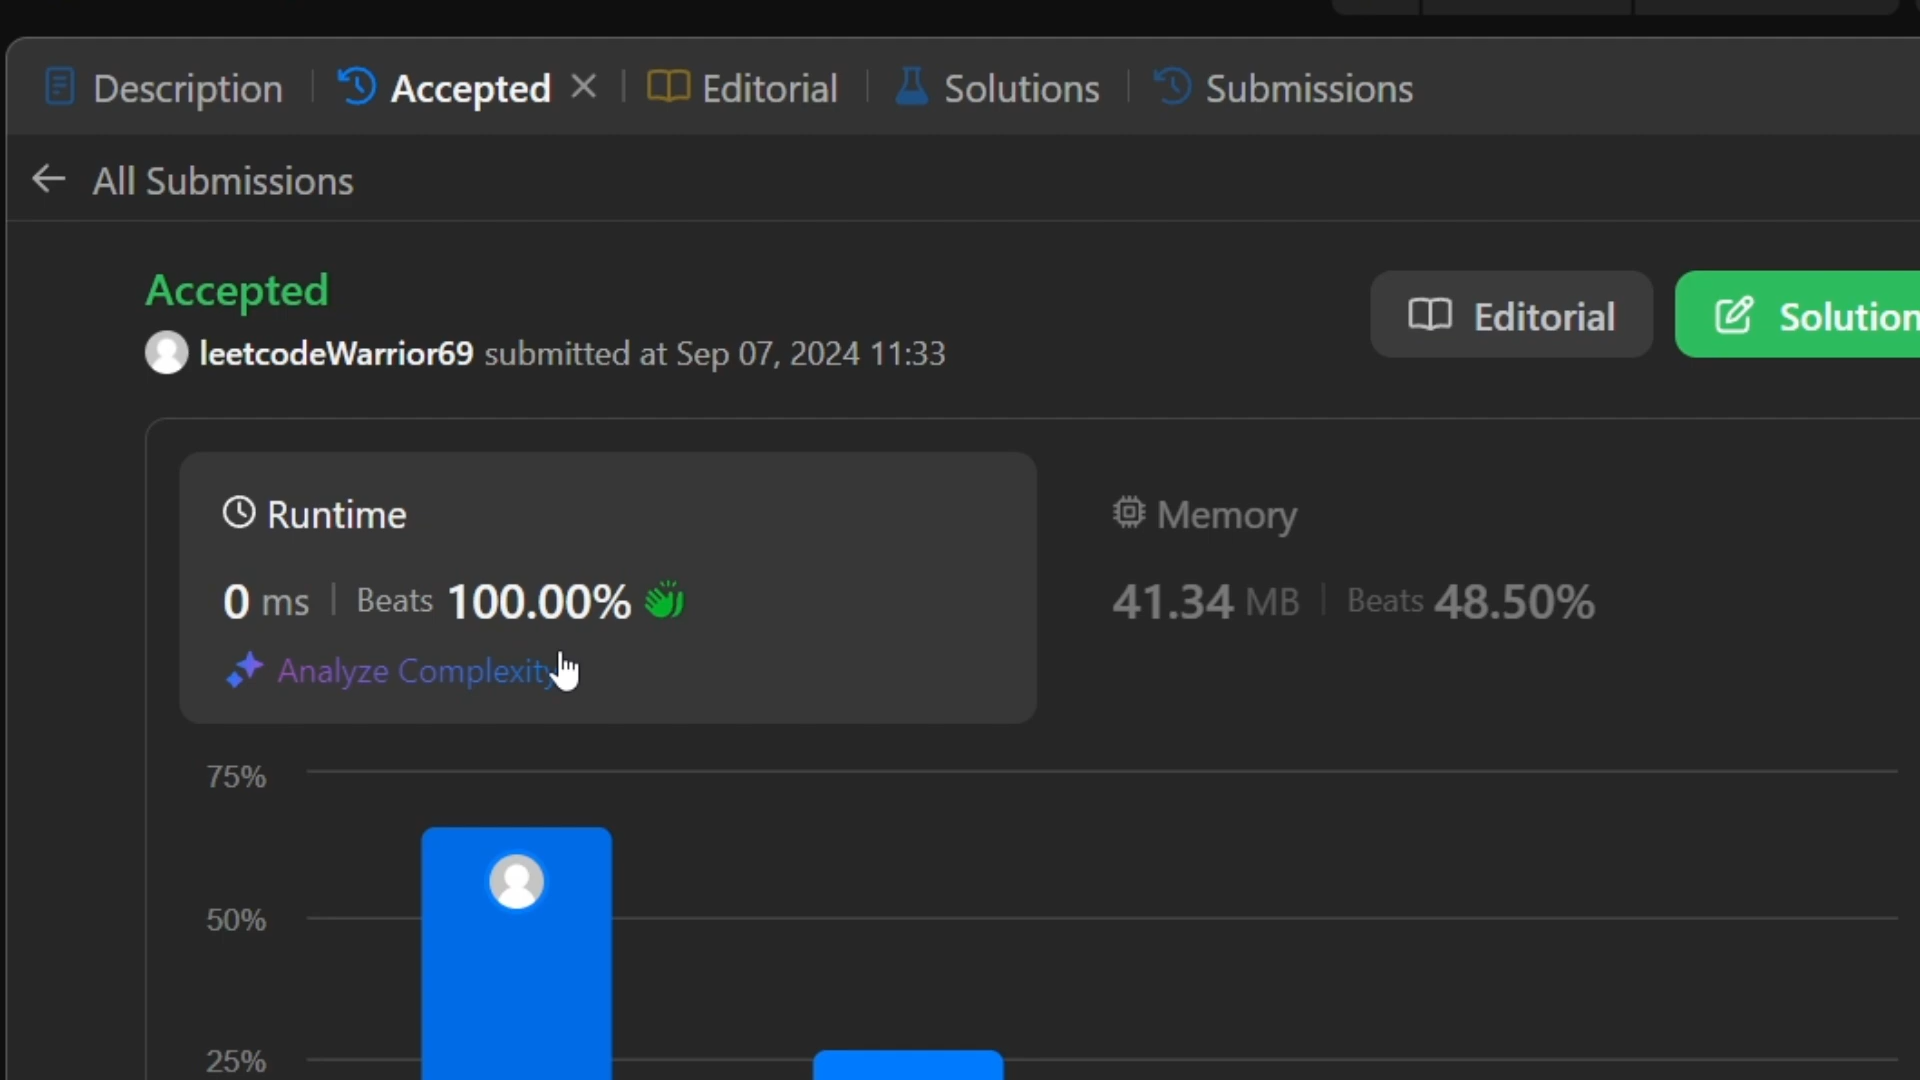 Description Accepted Editorial Solutions Submissions
All Submissions
Accepted
leetcodeWarrior69 submitted at Sep 07, 2024 11:33
Editorial Solution
Runtime
0 ms Beats 100.00%
Analyze Complexity
Memory
41.34 MB Beats 48.50%
75%
50%
25%